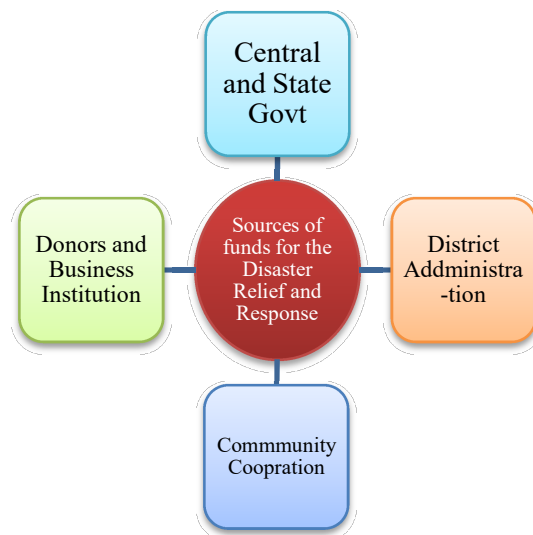 Central
and State
Govt
Donors and
Business
Institution
Sources of
funds for the
Disaster
Relief and
Response
District
Addministra
-tion
Commmunity
Coopration